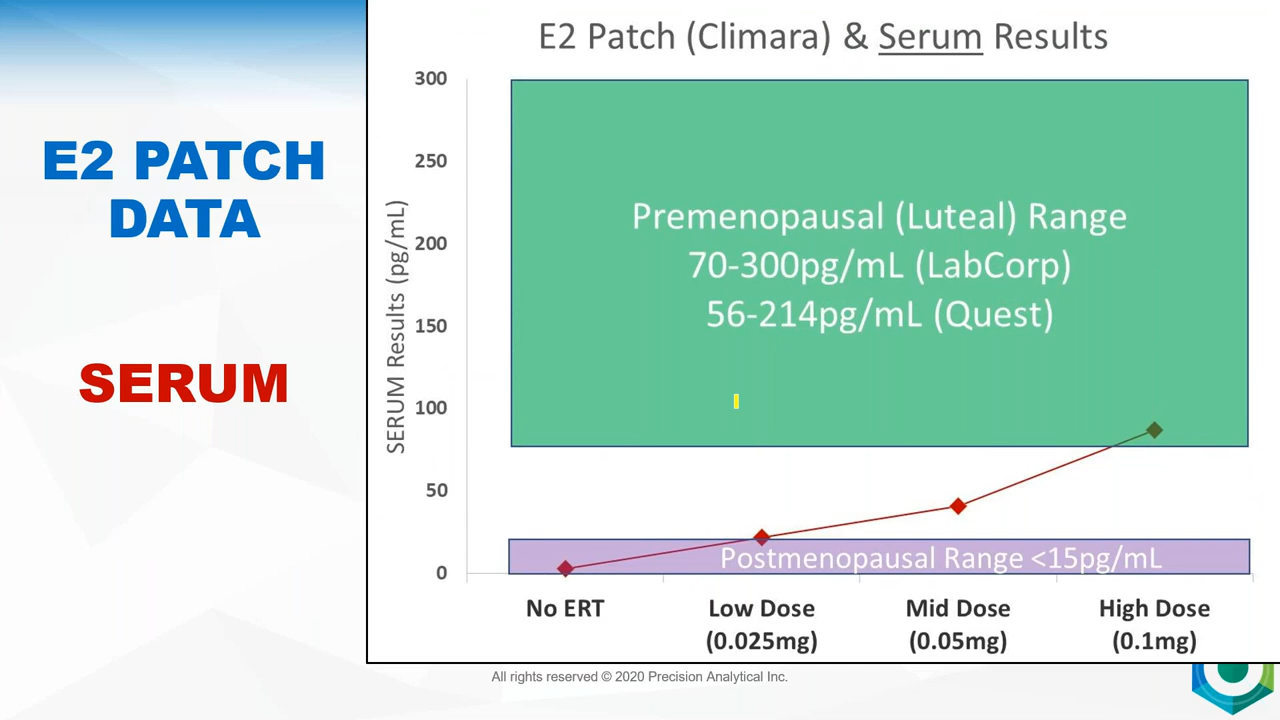 E2 PATCH
DATA
SERUM
E2 Patch (Climara) & Serum Results
SERUM Results (pg/mL)
300
250
200
150
100
50
0
Premenopausal (Luteal) Range
70-300pg/mL (LabCorp)
56-214pg/mL (Quest)
Postmenopausal Range <15pg/mL
No ERT
Low Dose
(0.025mg)
Mid Dose
(0.05mg)
High Dose
(0.1mg)
All rights reserved © 2020 Precision Analytical Inc.